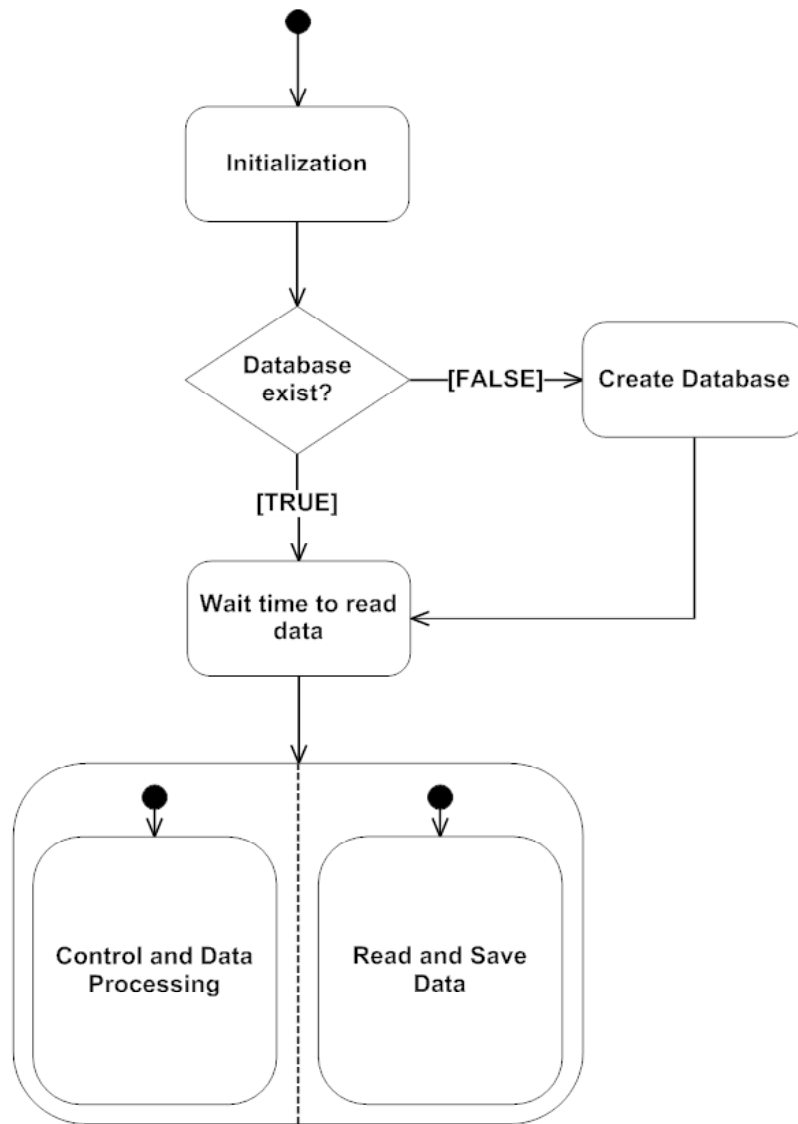 Initialization
Database
exist?
[FALSE]
Create Database
[TRUE]
Wait time to read
data
Control and Data
Processing
Read and Save
Data